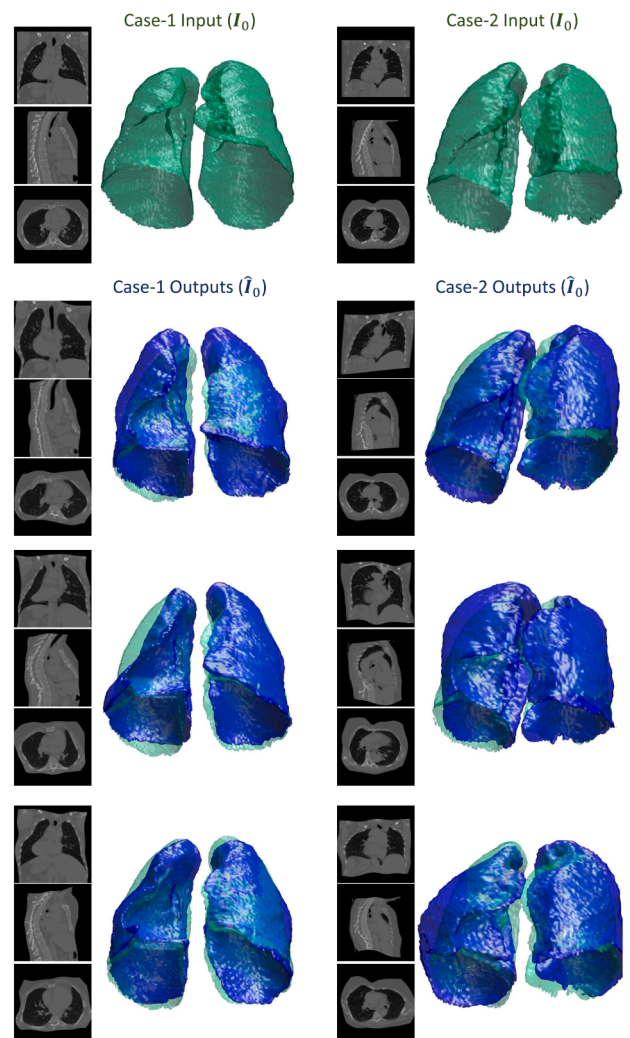 Case-1 Input (I₀)
Case-2 Input (I₀)
Case-1 Outputs (Î₀)
Case-2 Outputs (Î₀)